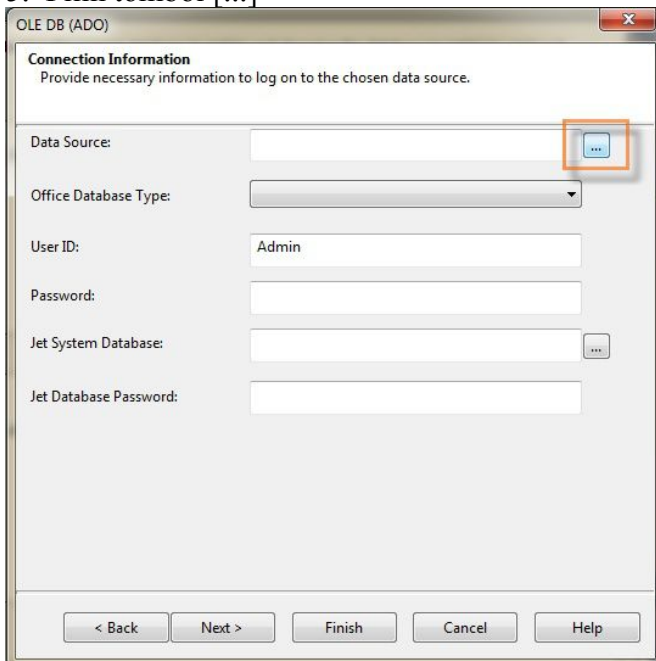 OLE DB (ADO)
Connection Information
Provide necessary information to log on to the chosen data source.
Data Source:
...
Office Database Type:
User ID:
Admin
Password:
Jet System Database:
...
Jet Database Password:
< Back
Next >
Finish
Cancel
Help